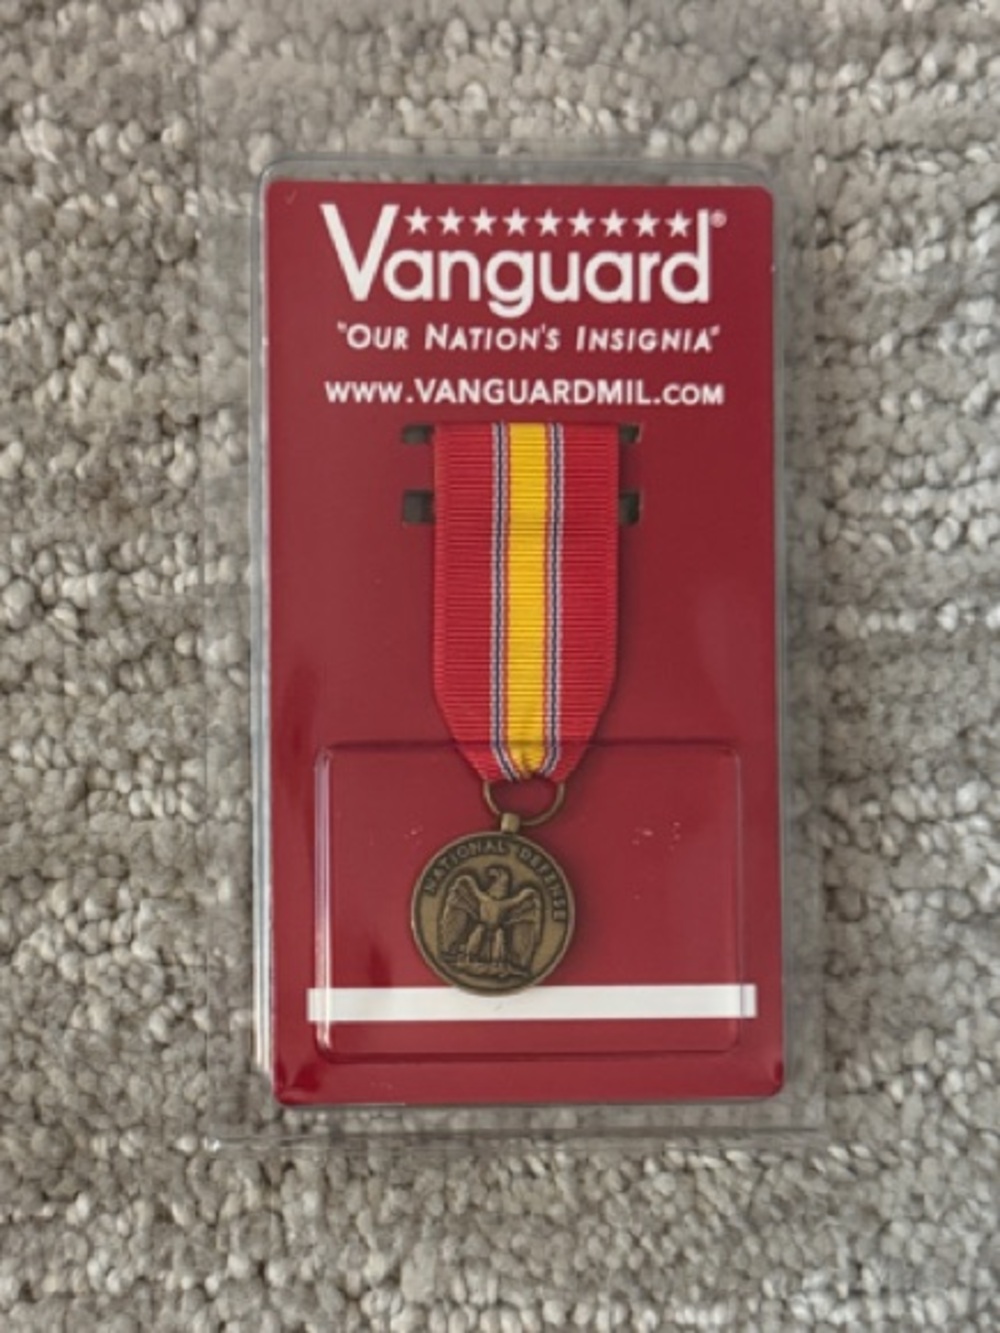 Vanguard®
"OUR NATION'S INSIGNIA"
WWW.VANGUARDMIL.COM
NATIONAL DEFENSE